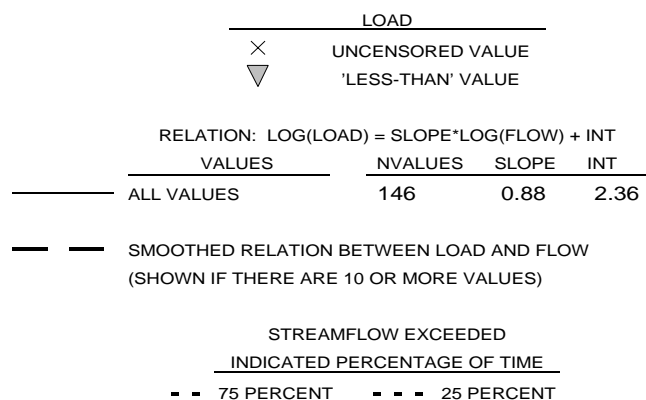 LOAD
UNCENSORED VALUE
'LESS-THAN' VALUE
RELATION: LOG(LOAD) = SLOPE*LOG(FLOW) + INT
VALUES NVALUES SLOPE INT
ALL VALUES 146 0.88 2.36
SMOOTHED RELATION BETWEEN LOAD AND FLOW
(SHOWN IF THERE ARE 10 OR MORE VALUES)
STREAMFLOW EXCEEDED
INDICATED PERCENTAGE OF TIME
75 PERCENT 25 PERCENT